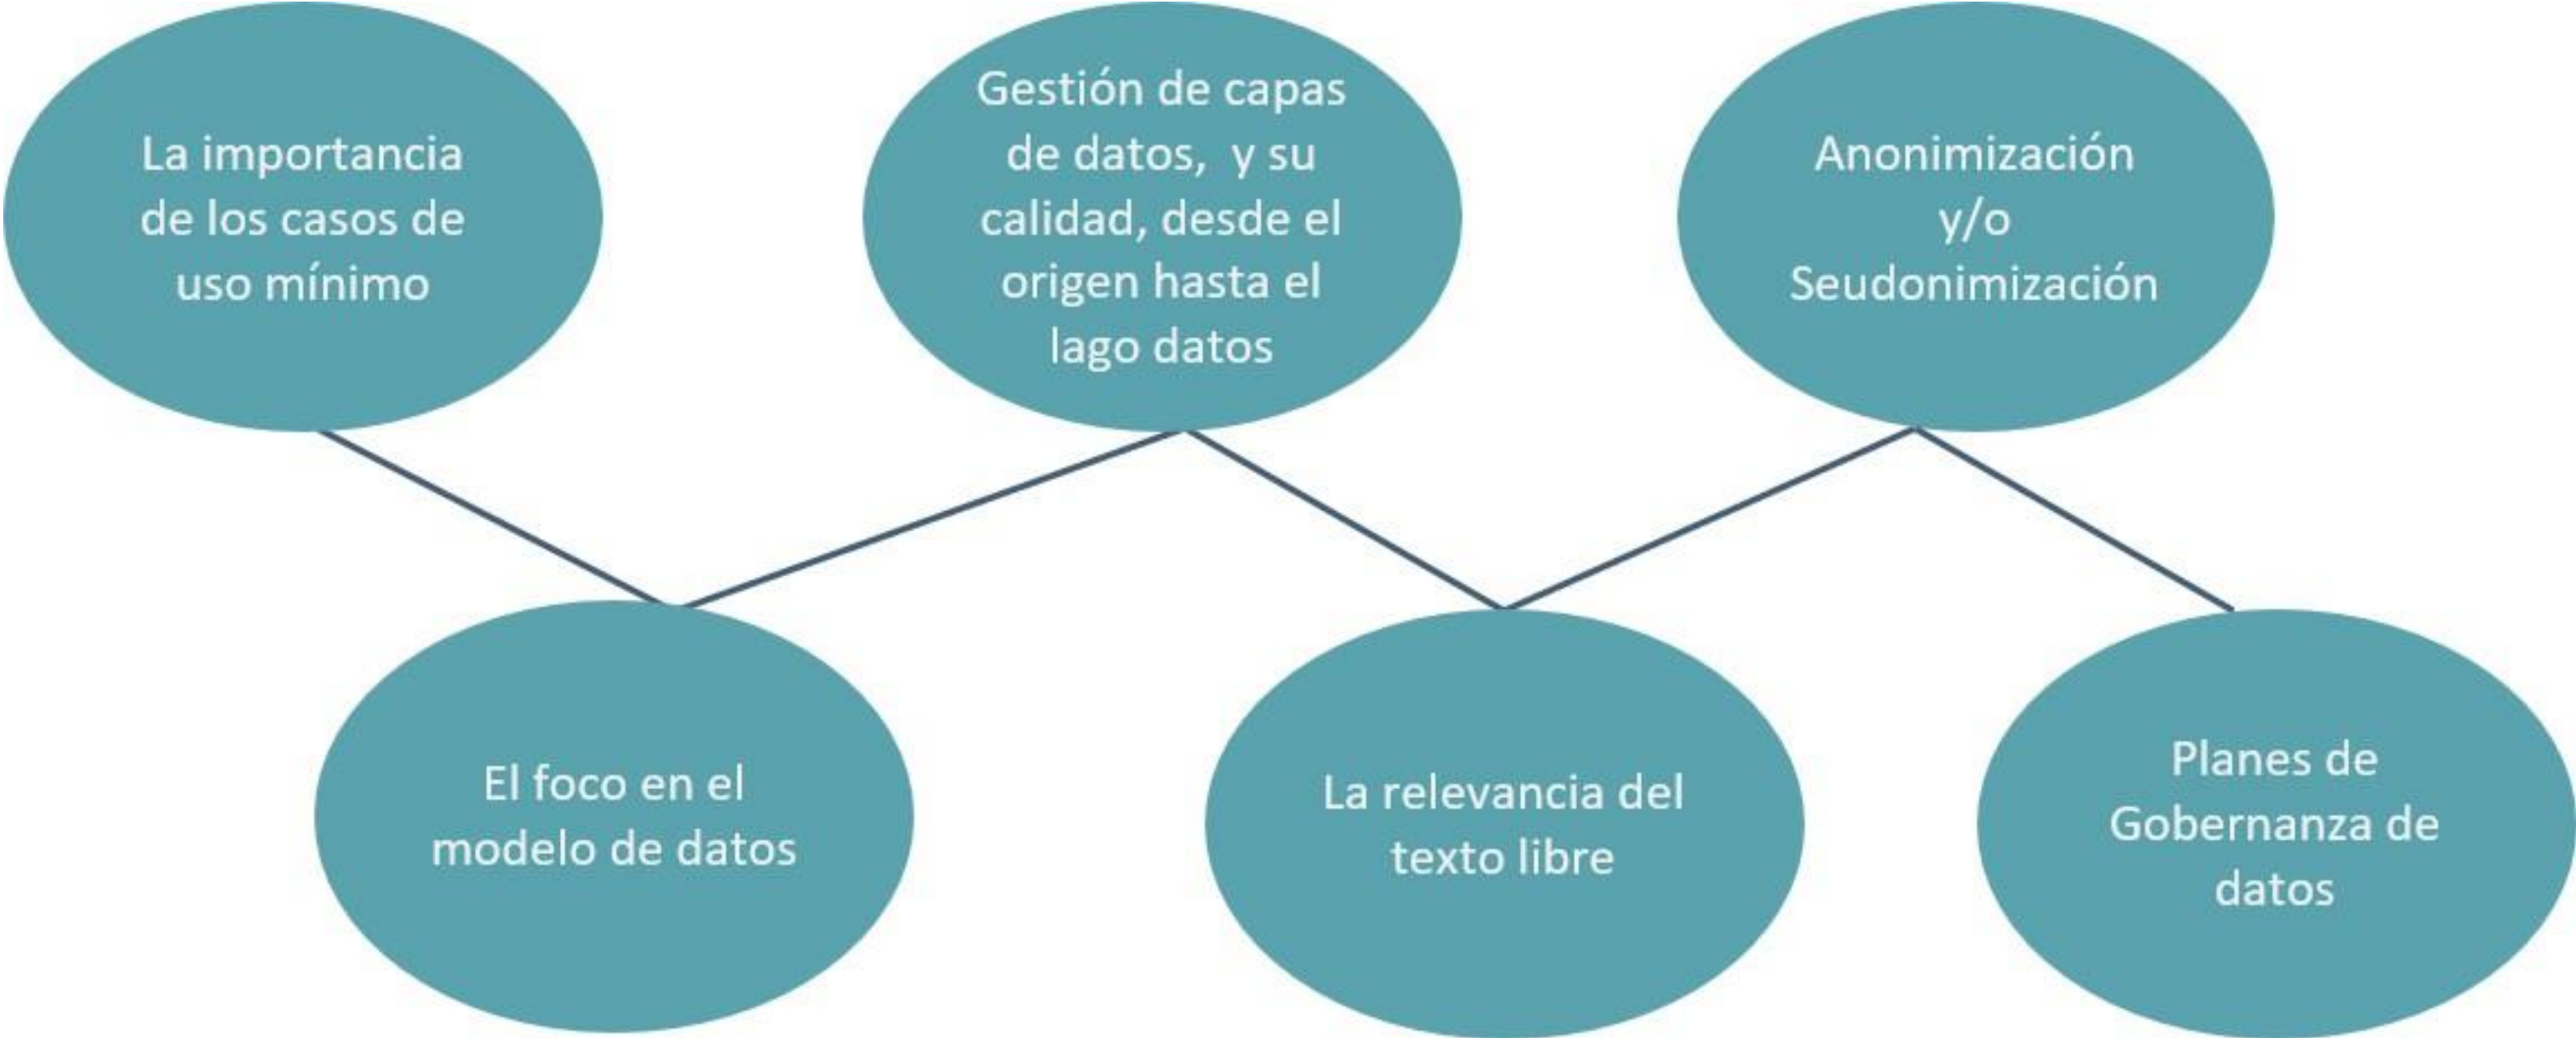 La importancia
de los casos de
uso mínimo
Gestión de capas
de datos,  y su
calidad, desde el
origen hasta el
lago datos
Anonimización
y/o
Seudonimización
El foco en el
modelo de datos
La relevancia del
texto libre
Planes de
Gobernanza de
datos